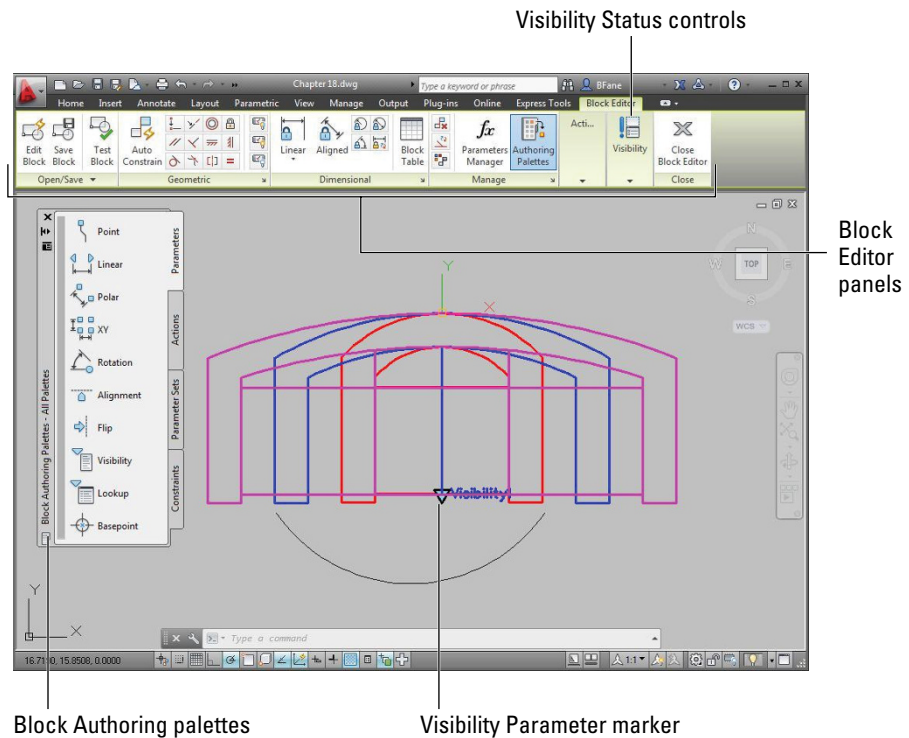 Visibility Status controls
Chapter 18.dwg
Type a keyword or phrase
BFane
Home Insert Annotate Layout Parametric View Manage Output Plug-ins Online Express Tools Block Editor
Edit Block
Save Block
Test Block
Auto Constrain
Linear
Aligned
Block Table
fx
Parameters Manager
Authoring Palettes
Acti...
Visibility
Close Block Editor
Open/Save
Geometric
Dimensional
Manage
Close
Block Editor panels
Point
Linear
Polar
XY
Rotation
Alignment
Flip
Visibility
Lookup
Basepoint
Parameters
Actions
Parameter Sets
Constraints
Block Authoring Palettes - All Palettes
N
W
TOP
E
S
WCS
Y
X
Visibility1
Y
X
Type a command
1:1
Block Authoring palettes
Visibility Parameter marker